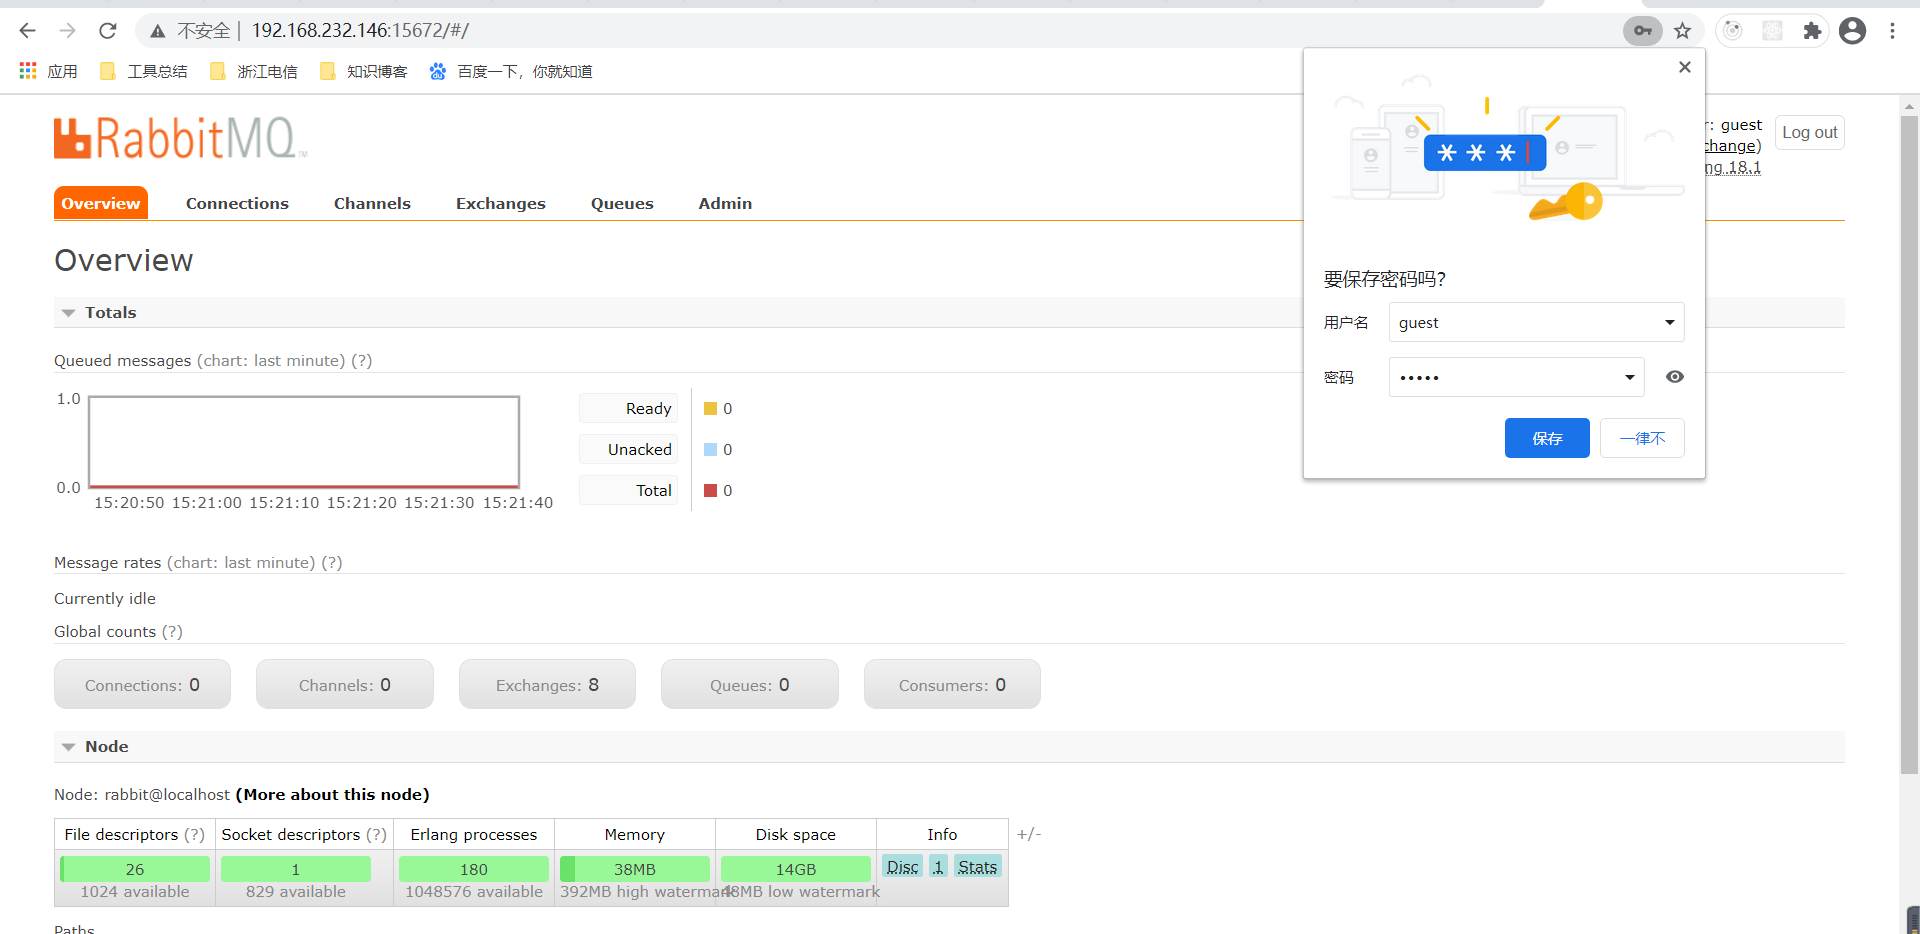 不安全 192.168.232.146:15672/#/
应用 工具总结 浙江电信 知识博客 百度一下，你就知道
RabbitMQ™
r: guest
change)
ng 18.1
Log out
Overview Connections Channels Exchanges Queues Admin
***
要保存密码吗?
用户名 guest
密码 •••••
保存 一律不
Overview
Totals
Queued messages (chart: last minute) (?)
1.0
0.0
15:20:50 15:21:00 15:21:10 15:21:20 15:21:30 15:21:40
Ready 0
Unacked 0
Total 0
Message rates (chart: last minute) (?)
Currently idle
Global counts (?)
Connections: 0 Channels: 0 Exchanges: 8 Queues: 0 Consumers: 0
Node
Node: rabbit@localhost (More about this node)
File descriptors (?) Socket descriptors (?) Erlang processes Memory Disk space Info +/-
26 1 180 38MB 14GB Disc 1 Stats
1024 available 829 available 1048576 available 392MB high watermark 48MB low watermark
Paths